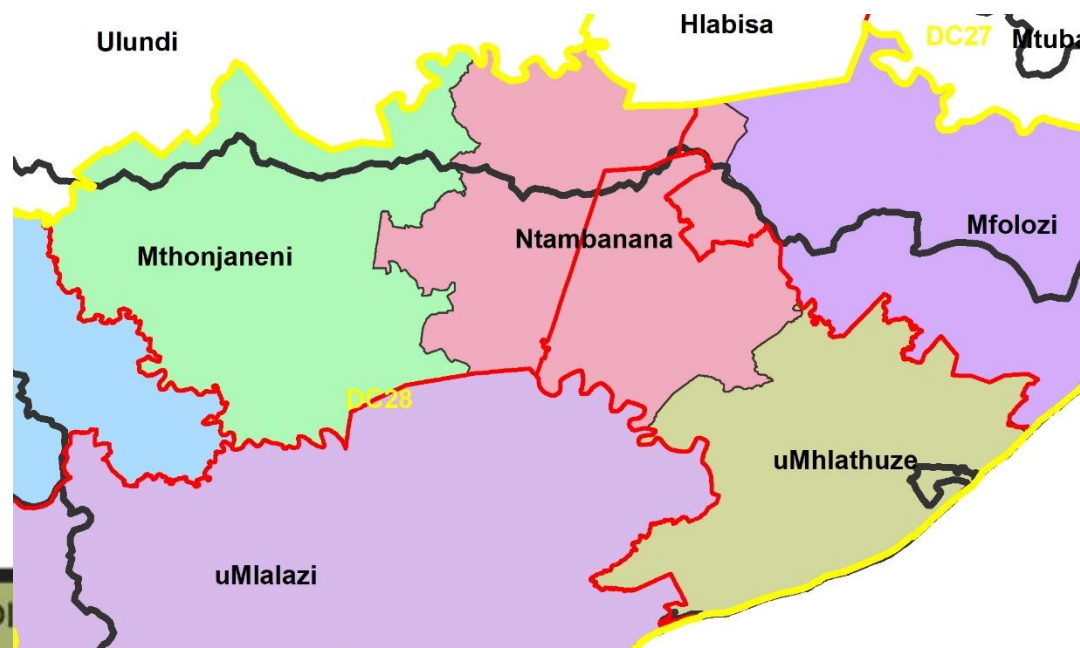 Hlabisa
Ulundi
DC27
Mtuba
Mfolozi
Ntambanana
Mthonjaneni
DC28
uMhlathuze
uMlalazi